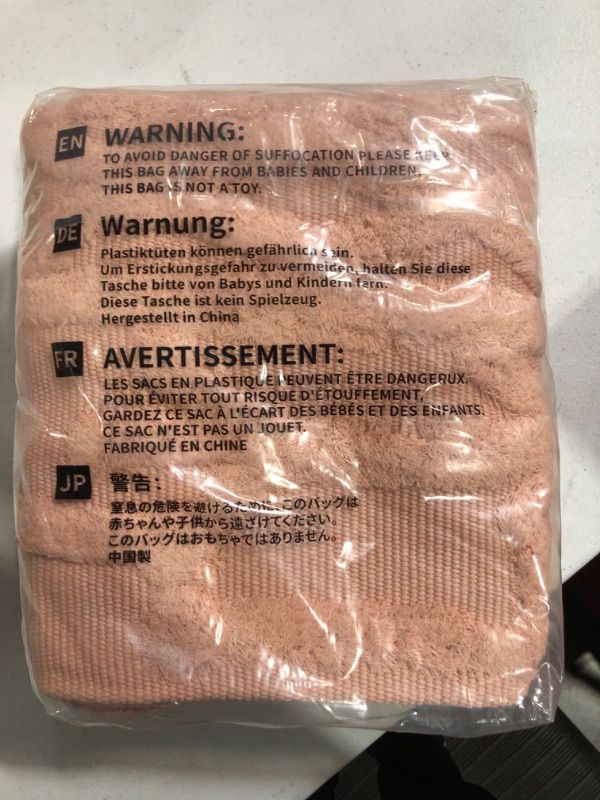 EN WARNING:
TO AVOID DANGER OF SUFFOCATION PLEASE KEEP
THIS BAG AWAY FROM BABIES AND CHILDREN.
THIS BAG IS NOT A TOY.
DE Warnung:
Plastiktüten können gefährlich sein.
Um Erstickungsgefahr zu vermeiden, halten Sie diese
Tasche bitte von Babys und Kindern fern.
Diese Tasche ist kein Spielzeug.
Hergestellt in China
FR AVERTISSEMENT:
LES SACS EN PLASTIQUE PEUVENT ÊTRE DANGERUX.
POUR ÉVITER TOUT RISQUE D'ÉTOUFFEMENT,
GARDEZ CE SAC À L'ÉCART DES BÉBÉS ET DES ENFANTS.
CE SAC N'EST PAS UN JOUET.
FABRIQUÉ EN CHINE
JP 警告:
窒息の危険を避けるために、このバッグは
赤ちゃんや子供から遠ざけてください。
このバッグはおもちゃではありません。
中国製